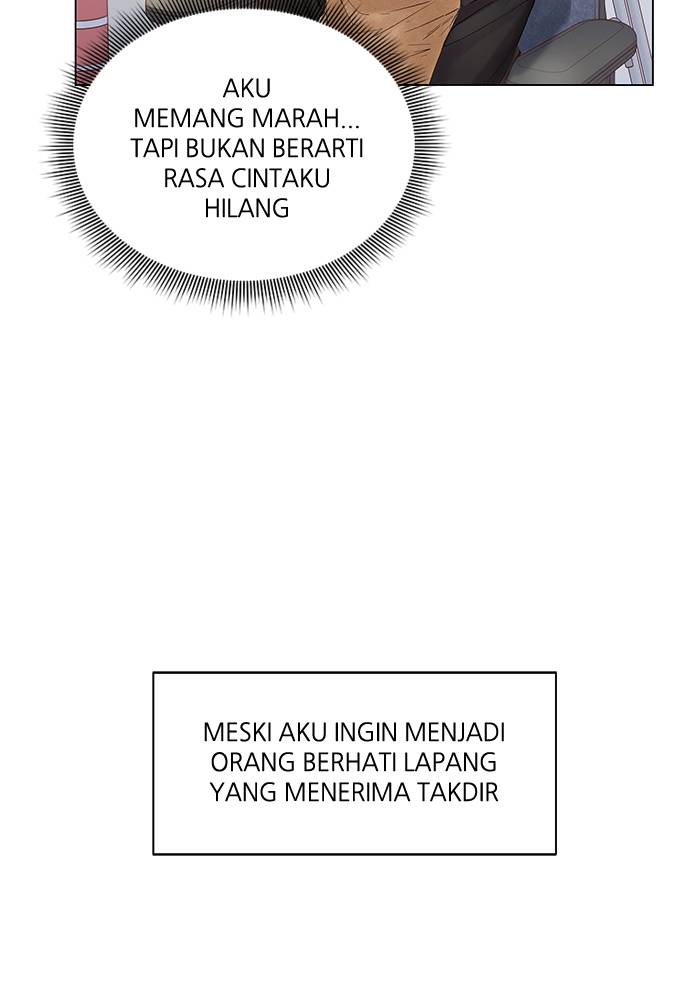 AKU
MEMANG MARAH...
TAPI BUKAN BERARTI
RASA CINTAKU
HILANG
MESKI AKU INGIN MENJADI
ORANG BERHATI LAPANG
YANG MENERIMA TAKDIR